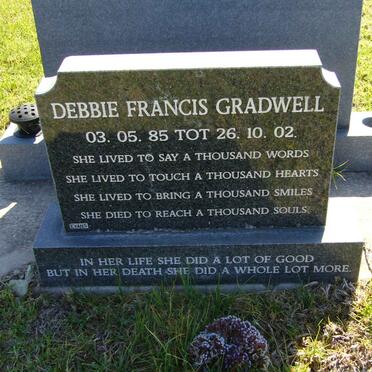 DEBBIE FRANCIS GRADWELL
03. 05. 85 TOT 26. 10. 02.
SHE LIVED TO SAY A THOUSAND WORDS
SHE LIVED TO TOUCH A THOUSAND HEARTS
SHE LIVED TO BRING A THOUSAND SMILES
SHE DIED TO REACH A THOUSAND SOULS.
IN HER LIFE SHE DID A LOT OF GOOD
BUT IN HER DEATH SHE DID A WHOLE LOT MORE.